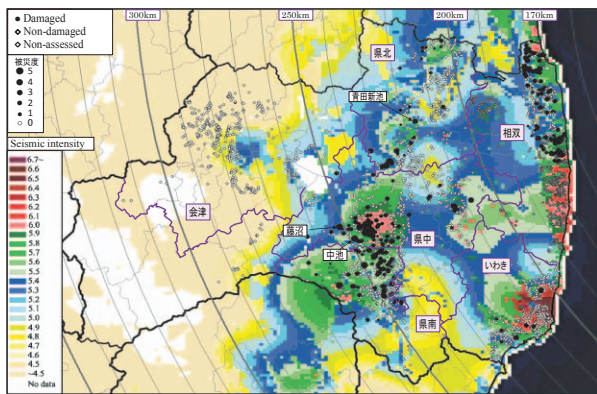 ● Damaged
◇ Non-damaged
◇ Non-assessed
被災度
5
4
3
2
1
0
Seismic intensity
6.7~
6.6
6.5
6.4
6.3
6.2
6.1
6.0
5.9
5.8
5.7
5.6
5.5
5.4
5.3
5.2
5.1
5.0
4.9
4.8
4.7
4.6
4.5
~4.5
No data
300km
250km
200km
170km
県北
青田新池
相双
会津
藤沼
県中
中池
いわき
県南